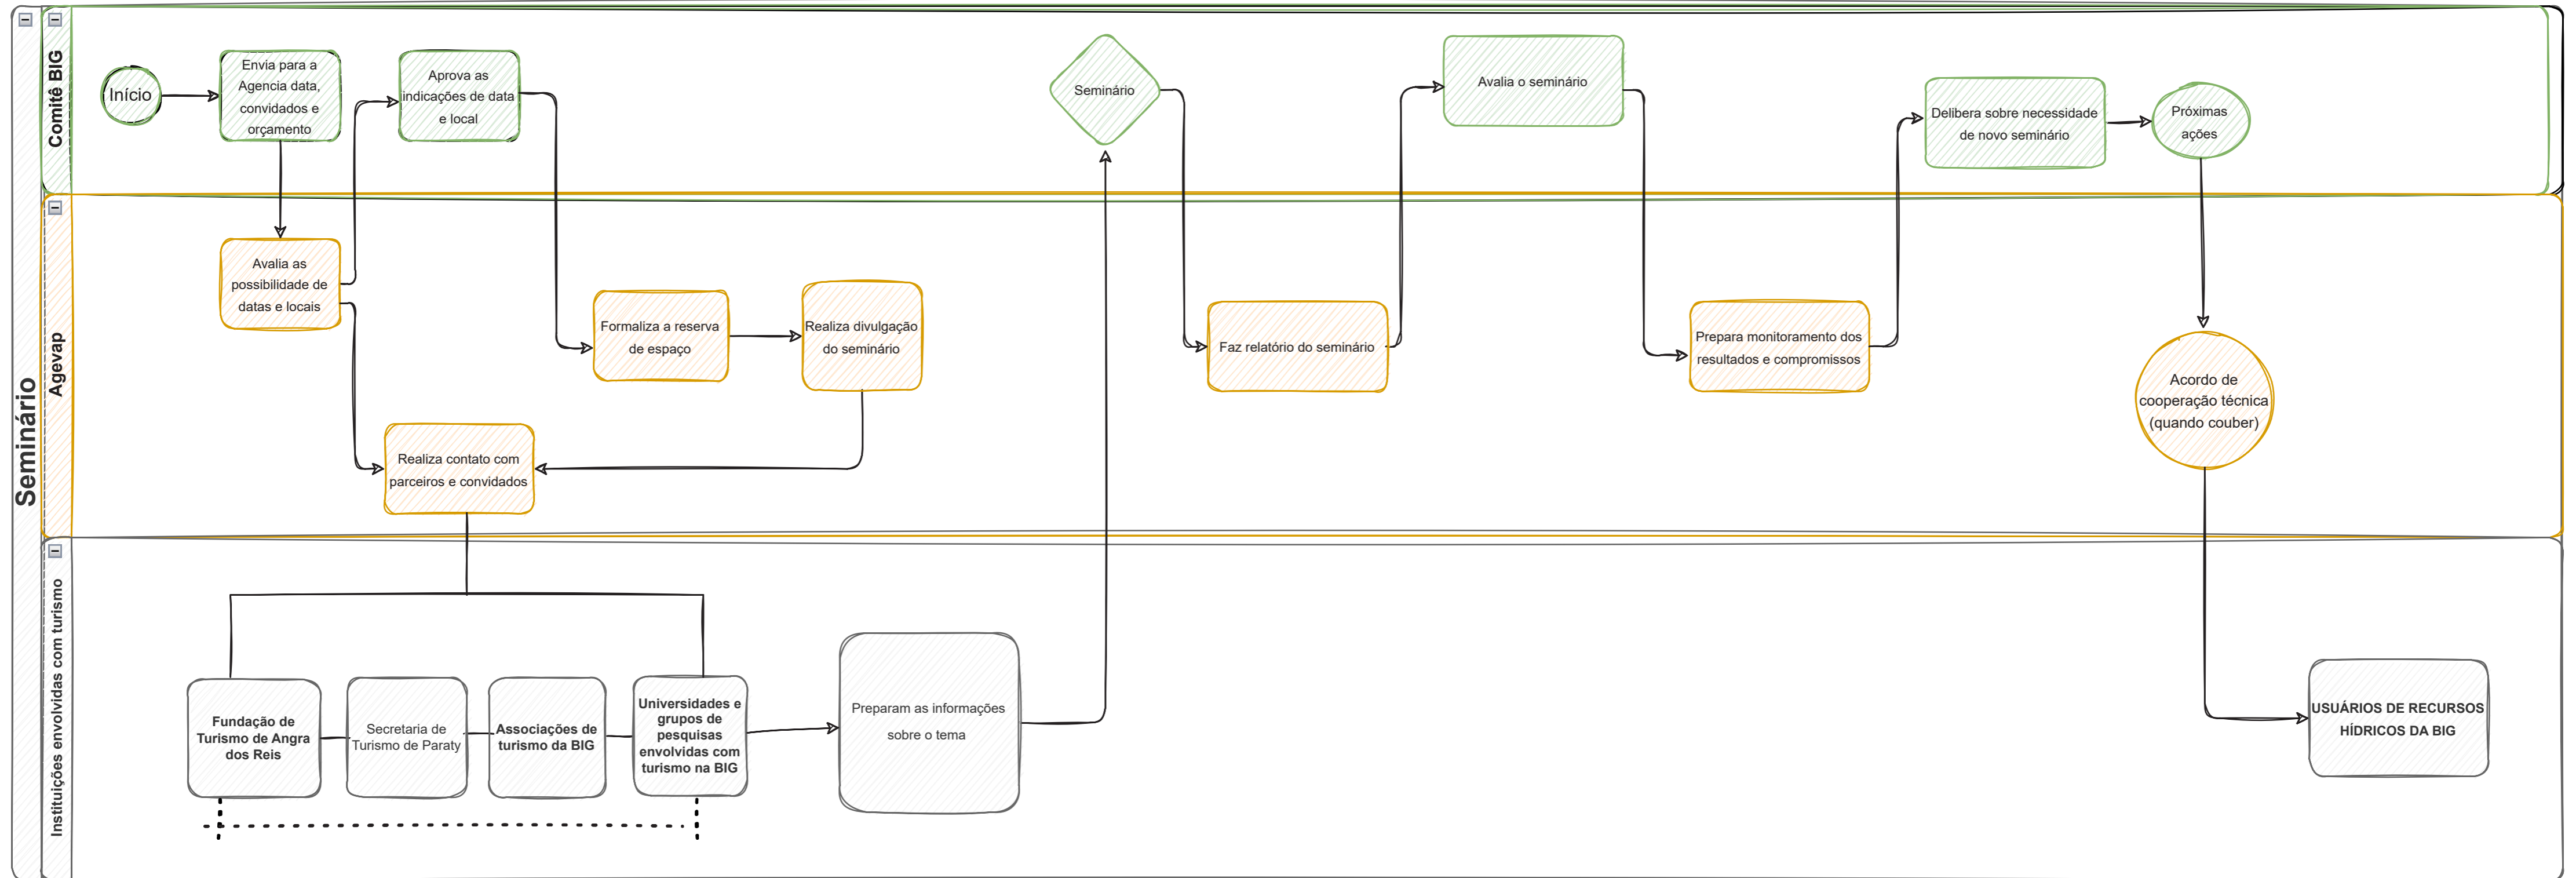 Seminário
Comitê BIG
Início
Envia para a
Agencia data,
convidados e
orçamento
Aprova as
indicações de data
e local
Seminário
Avalia o seminário
Delibera sobre necessidade
de novo seminário
Próximas
ações
Agevap
Avalia as
possibilidade de
datas e locais
Formaliza a reserva
de espaço
Realiza divulgação
do seminário
Realiza contato com
parceiros e convidados
Faz relatório do seminário
Prepara monitoramento dos
resultados e compromissos
Acordo de
cooperação técnica
(quando couber)
Instituições envolvidas com turismo
Fundação de
Turismo de Angra
dos Reis
Secretaria de
Turismo de Paraty
Associações de
turismo da BIG
Universidades e
grupos de
pesquisas
envolvidas com
turismo na BIG
Preparam as informações
sobre o tema
USUÁRIOS DE RECURSOS
HÍDRICOS DA BIG